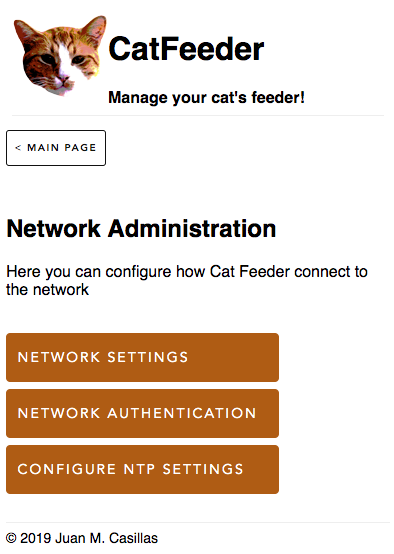 CatFeeder
Manage your cat's feeder!
< MAIN PAGE
Network Administration
Here you can configure how Cat Feeder connect to
the network
NETWORK SETTINGS
NETWORK AUTHENTICATION
CONFIGURE NTP SETTINGS
© 2019 Juan M. Casillas